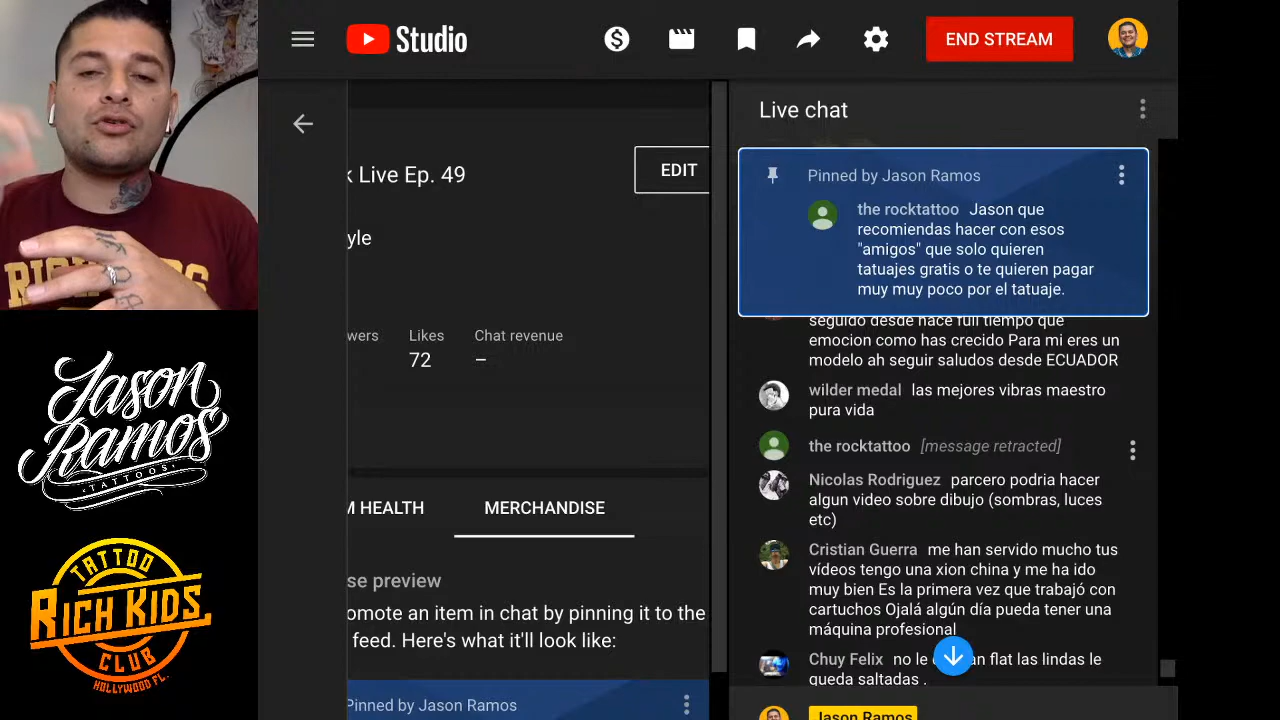 Studio
END STREAM
Live Ep. 49
EDIT
yle
wers
Likes
72
Chat revenue
–
M HEALTH
MERCHANDISE
se preview
omote an item in chat by pinning it to the
feed. Here's what it'll look like:
Pinned by Jason Ramos
Live chat
Pinned by Jason Ramos
the rocktattoo Jason que
recomiendas hacer con esos
"amigos" que solo quieren
tatuajes gratis o te quieren pagar
muy muy poco por el tatuaje.
seguido desde hace full tiempo que
emocion como has crecido Para mi eres un
modelo ah seguir saludos desde ECUADOR
wilder medal las mejores vibras maestro
pura vida
the rocktattoo [message retracted]
Nicolas Rodriguez parcero podria hacer
algun video sobre dibujo (sombras, luces
etc)
Cristian Guerra me han servido mucho tus
vídeos tengo una xion china y me ha ido
muy bien Es la primera vez que trabajó con
cartuchos Ojalá algún día pueda tener una
máquina profesional
Chuy Felix no le an flat las lindas le
queda saltadas .
Jason Ramos
Jason
Ramos
TATTOOS
TATTOO
RICH KIDS
CLUB
HOLLYWOOD FL.